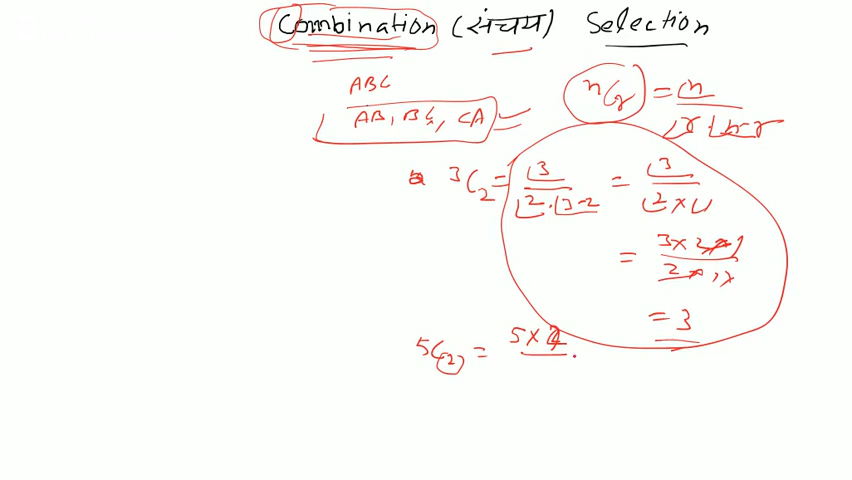 Combination (संचय) Selection
ABC
AB, BC, CA
nCr = ⌊n / ⌊r · ⌊n-r
3C2 = ⌊3 / ⌊2 · ⌊3-2 = ⌊3 / ⌊2 × ⌊1
= 3 × 2 × 1 / 2 × 1 × 1
= 3
5C2 = 5 × 4